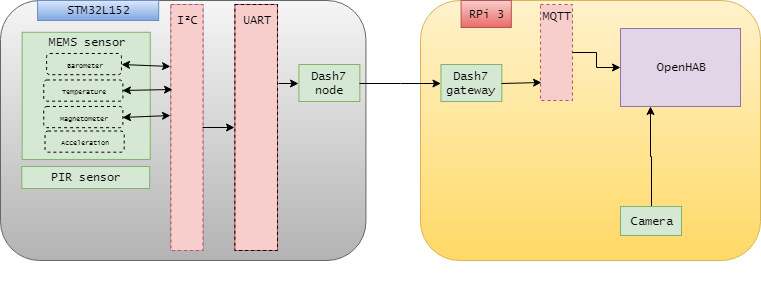 STM32L152
I²C
UART
MEMS sensor
Barometer
Temperature
Magnetometer
Acceleration
PIR sensor
Dash7
node
RPi 3
Dash7
gateway
MQTT
OpenHAB
Camera